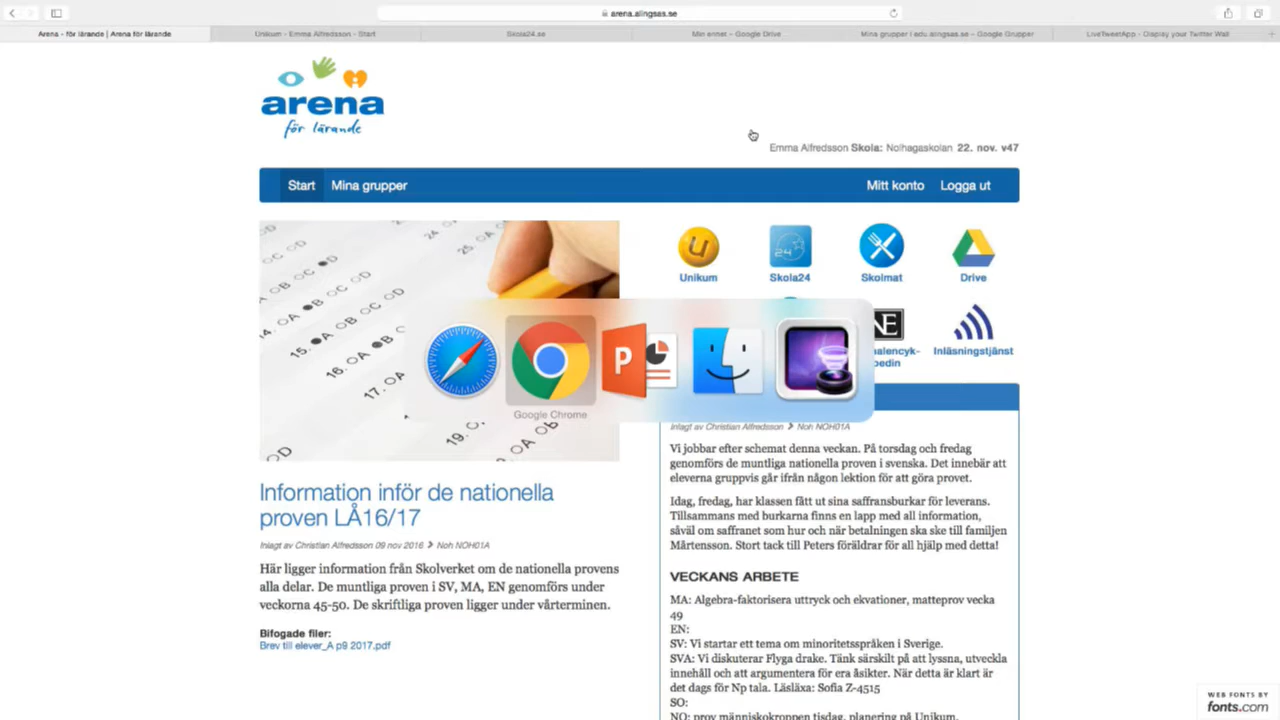 arena.alingsas.se
Arena - för lärande | Arena för lärande
Unikum - Emma Alfredsson - Start
Skola24.se
Min enhet – Google Drive
Mina grupper i edu.alingsas.se – Google Grupper
LiveTweetApp - Display your Twitter Wall
arena
för lärande
Emma Alfredsson Skola: Nolhagaskolan 22. nov. v47
Start
Mina grupper
Mitt konto
Logga ut
Unikum
Skola24
Skolmat
Drive
NE
Inläsningstjänst
Google Chrome
Information inför de nationella
proven LÅ16/17
Inlagt av Christian Alfredsson 09 nov 2016 > Noh NOH01A
Här ligger information från Skolverket om de nationella provens
alla delar. De muntliga proven i SV, MA, EN genomförs under
veckorna 45-50. De skriftliga proven ligger under vårterminen.
Bifogade filer:
Brev till elever_A p9 2017.pdf
Inlagt av Christian Alfredsson > Noh NOH01A
Vi jobbar efter schemat denna veckan. På torsdag och fredag
genomförs de muntliga nationella proven i svenska. Det innebär att
eleverna gruppvis går ifrån någon lektion för att göra provet.
Idag, fredag, har klassen fått ut sina saffransburkar för leverans.
Tillsammans med burkarna finns en lapp med all information,
såväl om saffranet som hur och när betalningen ska ske till familjen
Mårtensson. Stort tack till Peters föräldrar för all hjälp med detta!
VECKANS ARBETE
MA: Algebra-faktorisera uttryck och ekvationer, matteprov vecka
49
EN:
SV: Vi startar ett tema om minoritetsspråken i Sverige.
SVA: Vi diskuterar Flyga drake. Tänk särskilt på att lyssna, utveckla
innehåll och att argumentera för era åsikter. När detta är klart är
det dags för Np tala. Läsläxa: Sofia Z-4515
SO:
NO: prov människokroppen tisdag, planering på Unikum.
WEB FONTS BY
fonts.com